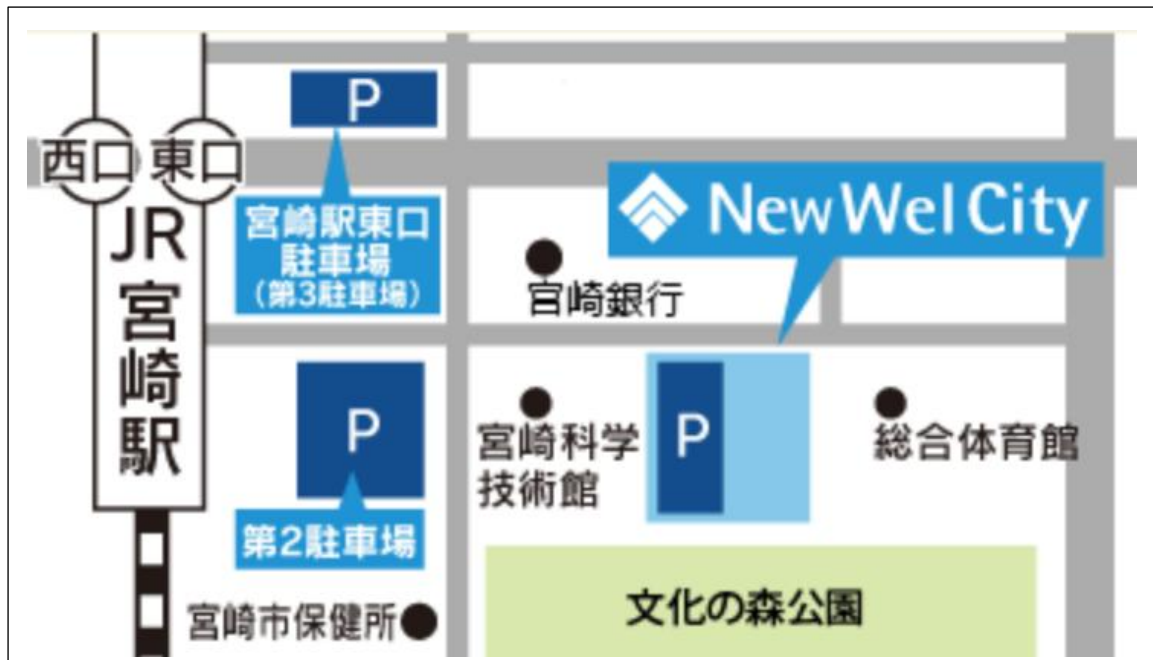 P
西口
東口
JR宮崎駅
宮崎駅東口
駐車場
(第3駐車場)
New Wel City
宮崎銀行
P
第2駐車場
宮崎科学
技術館
P
総合体育館
宮崎市保健所
文化の森公園